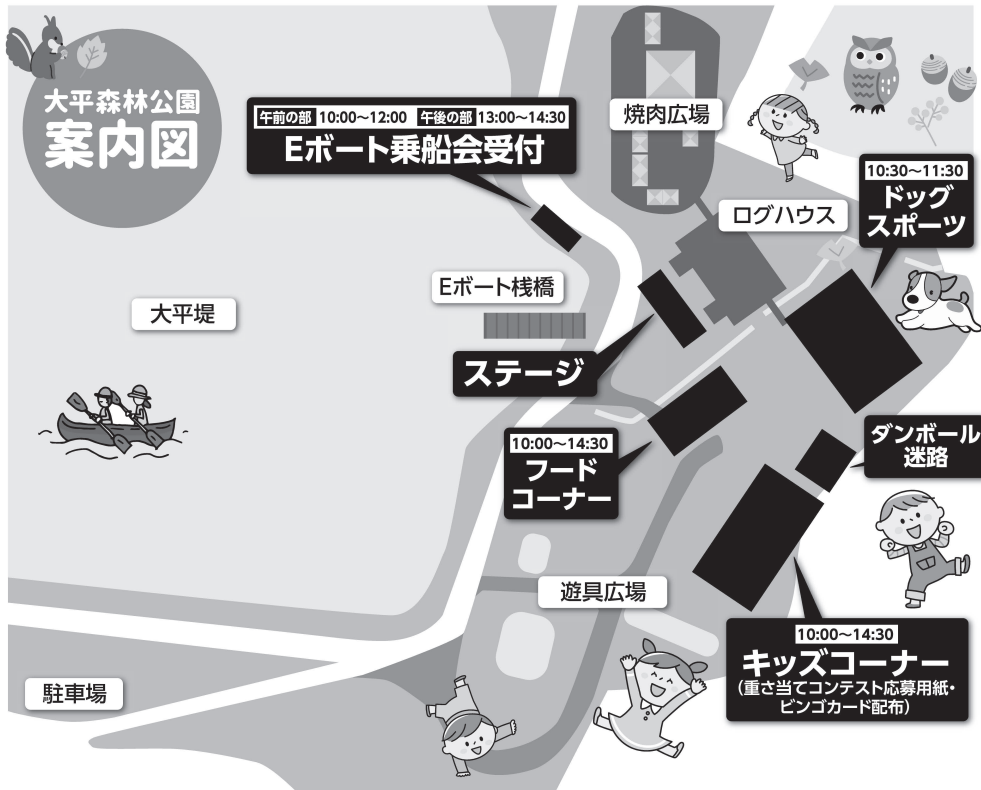 大平森林公園
案内図
午前の部 10:00〜12:00 午後の部 13:00〜14:30
Eボート乗船会受付
焼肉広場
ログハウス
10:30〜11:30
ドッグ
スポーツ
Eボート桟橋
大平堤
ステージ
10:00〜14:30
フード
コーナー
ダンボール
迷路
遊具広場
10:00〜14:30
キッズコーナー
(重さ当てコンテスト応募用紙・
ビンゴカード配布)
駐車場